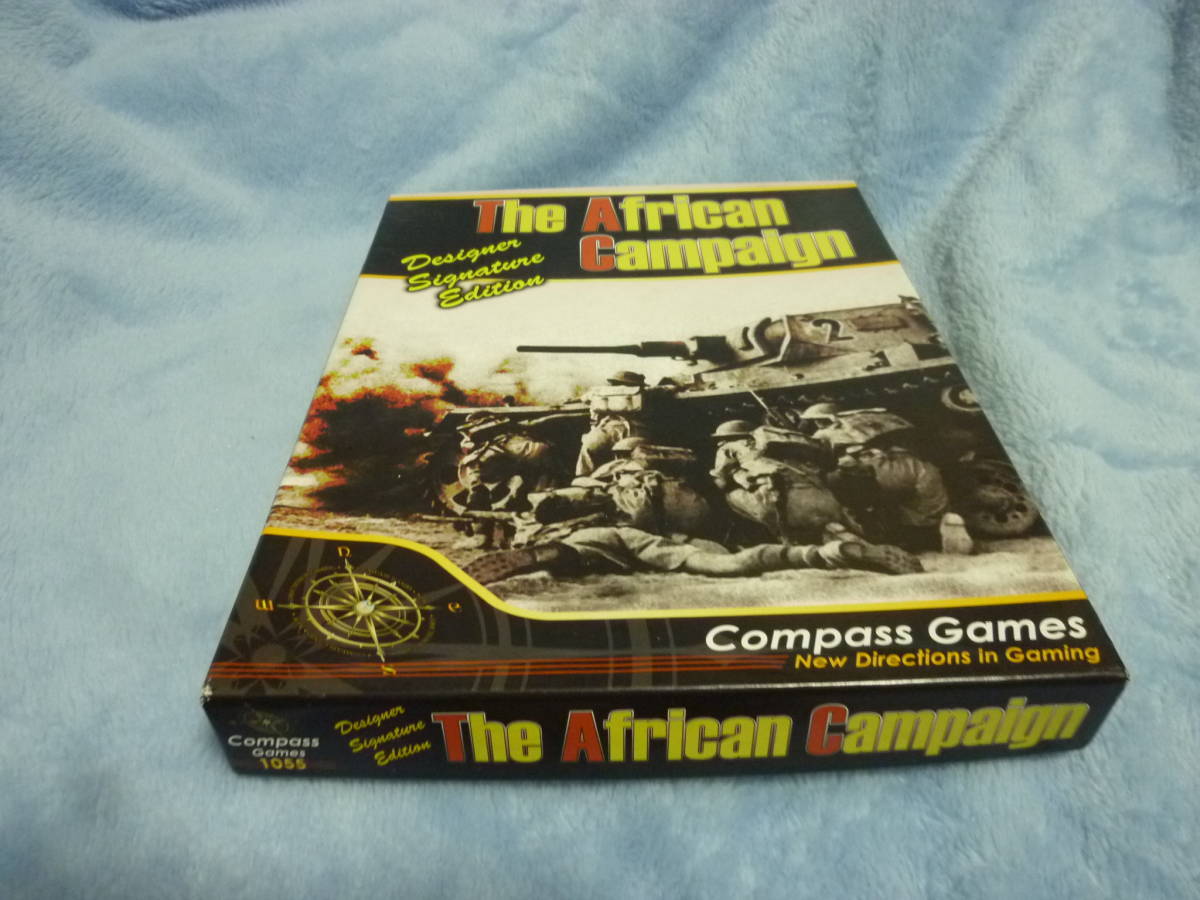 The African
Campaign
Designer
Signature
Edition
2
n
w
e
s
Compass Games
New Directions in Gaming
Compass
Games
1055
Designer
Signature
Edition
The African Campaign